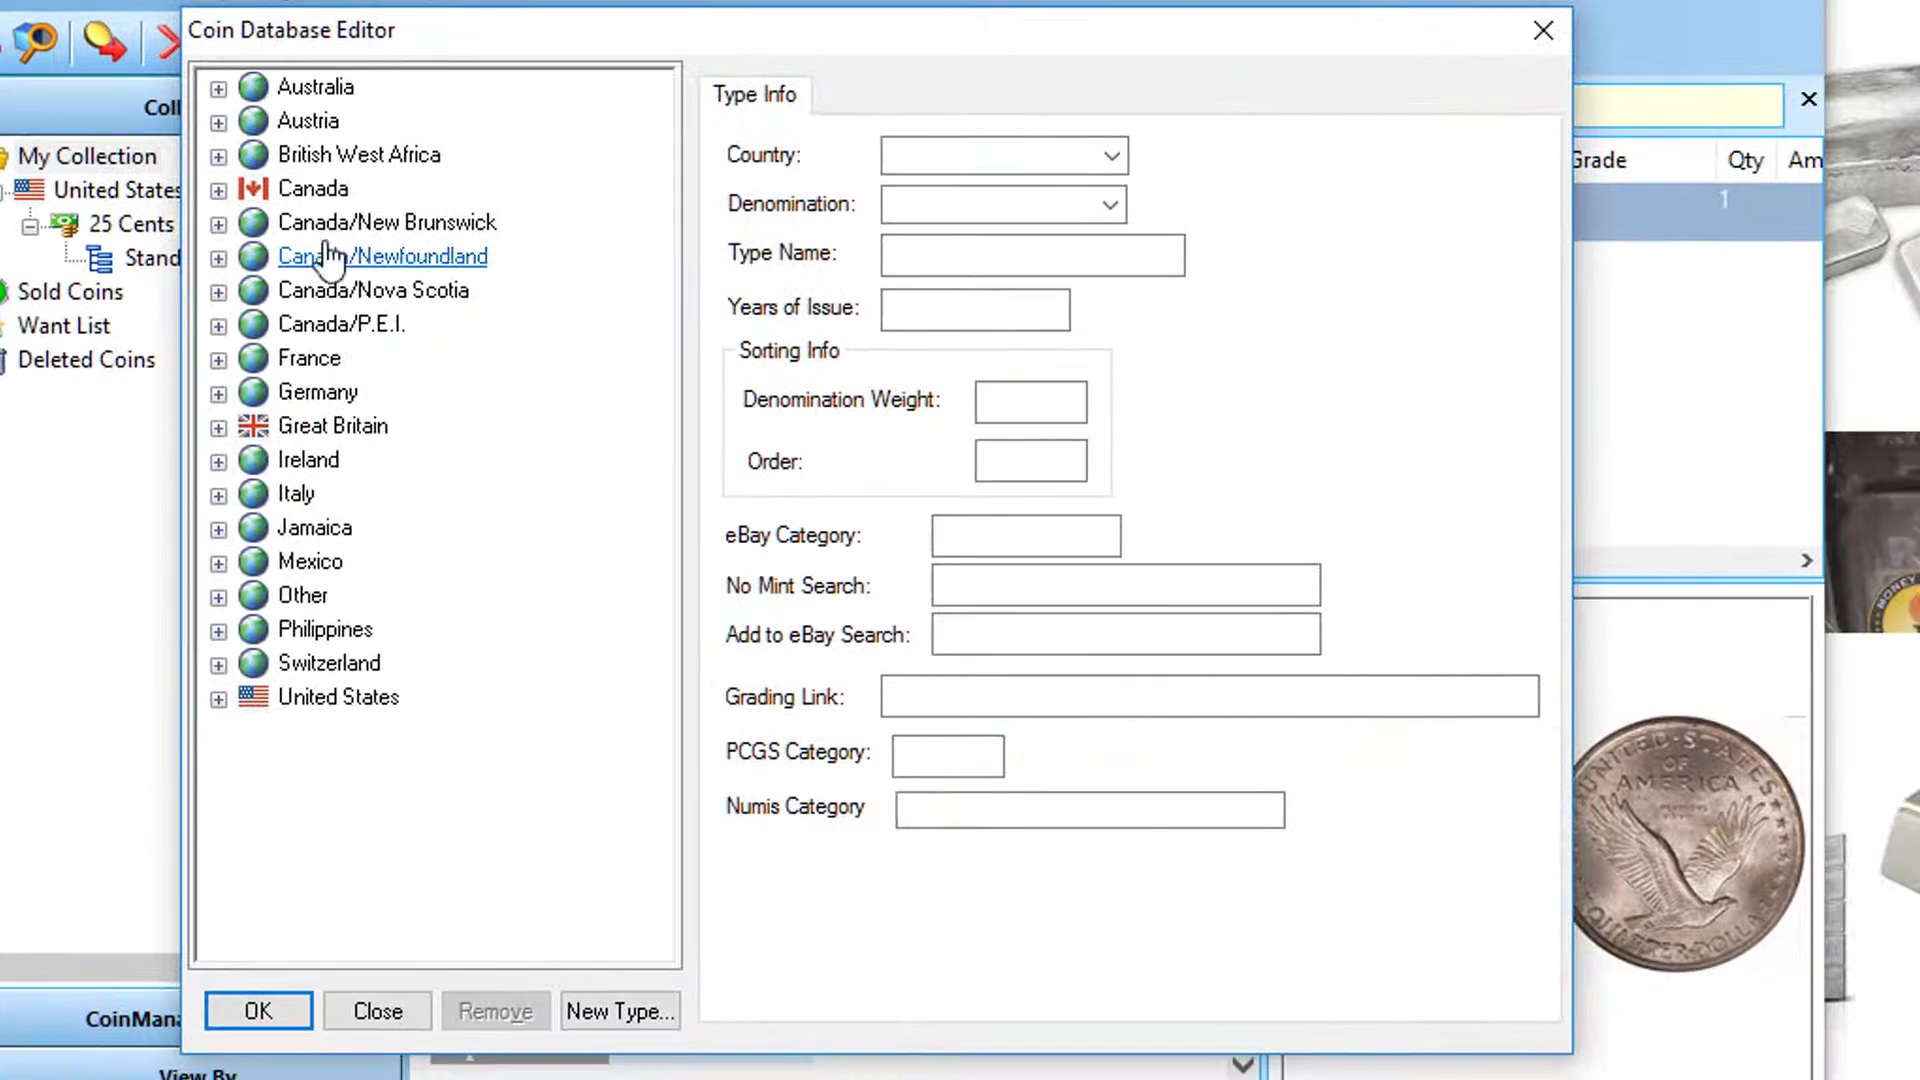 Coin Database Editor
Coll
My Collection
United States
25 Cents
Stand
Sold Coins
Want List
Deleted Coins
CoinMana
View By
Australia
Austria
British West Africa
Canada
Canada/New Brunswick
Canada/Newfoundland
Canada/Nova Scotia
Canada/P.E.I.
France
Germany
Great Britain
Ireland
Italy
Jamaica
Mexico
Other
Philippines
Switzerland
United States
OK
Close
Remove
New Type...
Type Info
Country:
Denomination:
Type Name:
Years of Issue:
Sorting Info
Denomination Weight:
Order:
eBay Category:
No Mint Search:
Add to eBay Search:
Grading Link:
PCGS Category:
Numis Category
Grade
Qty
Am
1
UNITED·STATES
OF
AMERICA
QUARTER·DOLLAR
MONEY